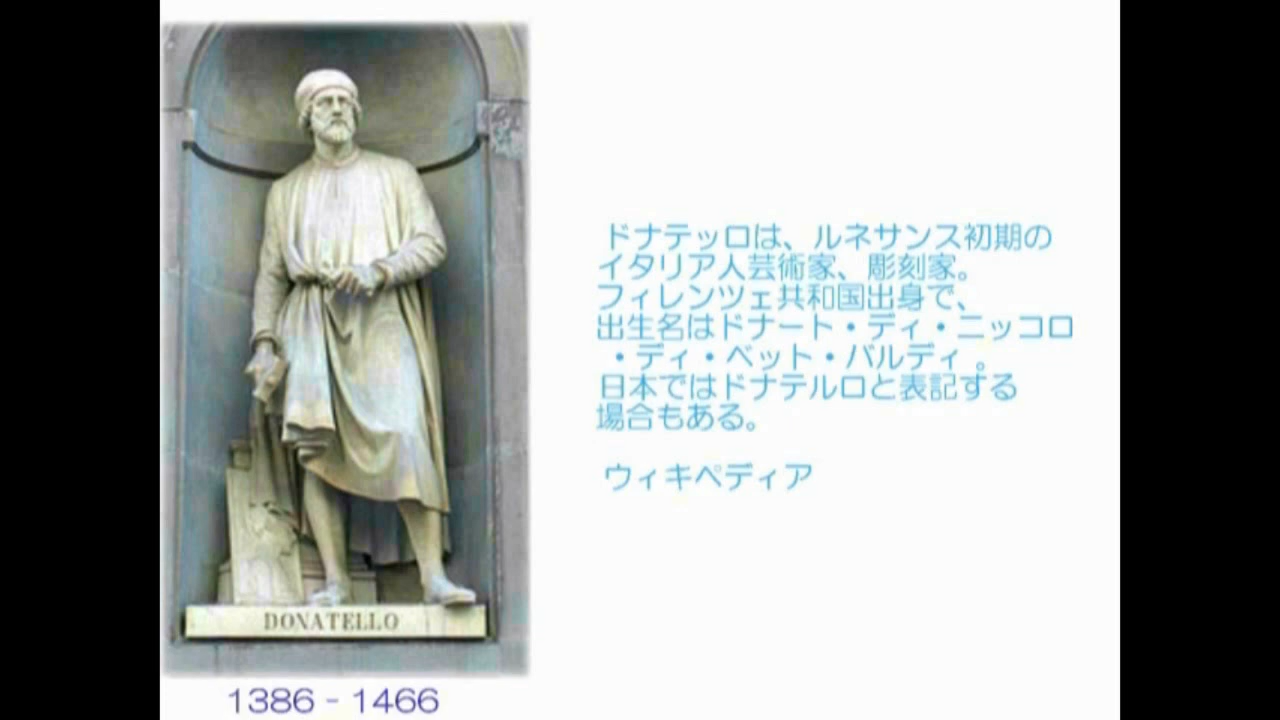 DONATELLO
1386 - 1466
ドナテッロは、ルネサンス初期の
イタリア人芸術家、彫刻家。
フィレンツェ共和国出身で、
出生名はドナート・ディ・ニッコロ
・ディ・ベット・バルディ 。
日本ではドナテルロと表記する
場合もある。
ウィキペディア